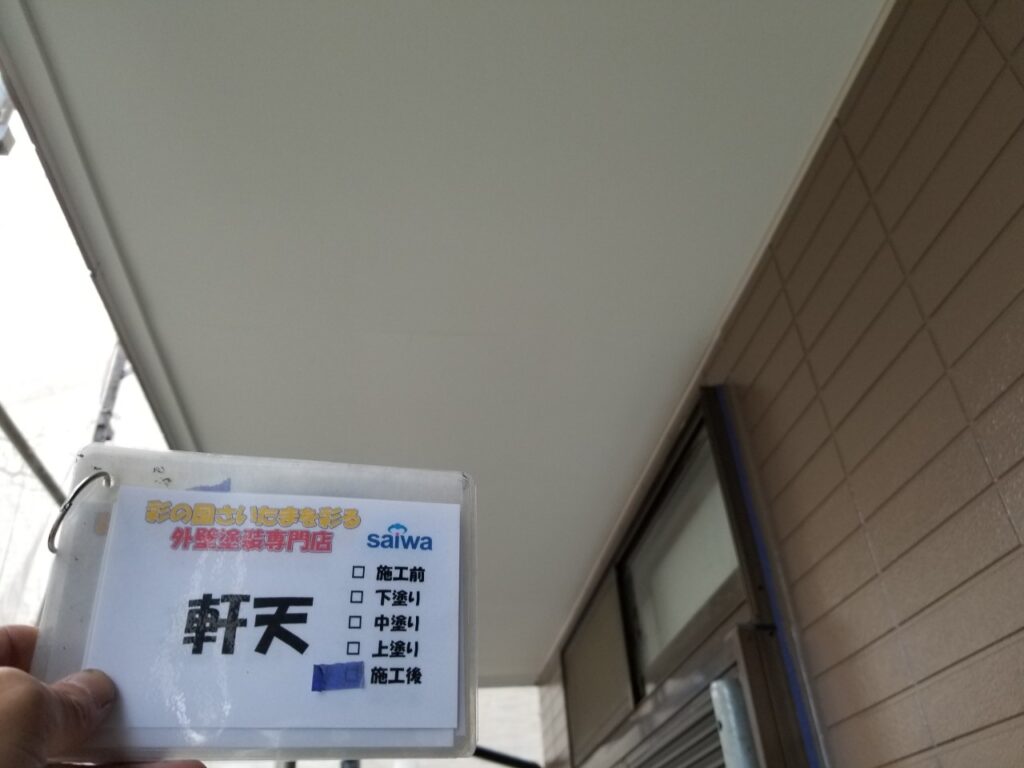 彩の国さいたまを彩る
外壁塗装専門店
saiwa
軒天
□ 施工前
□ 下塗り
□ 中塗り
□ 上塗り
□ 施工後